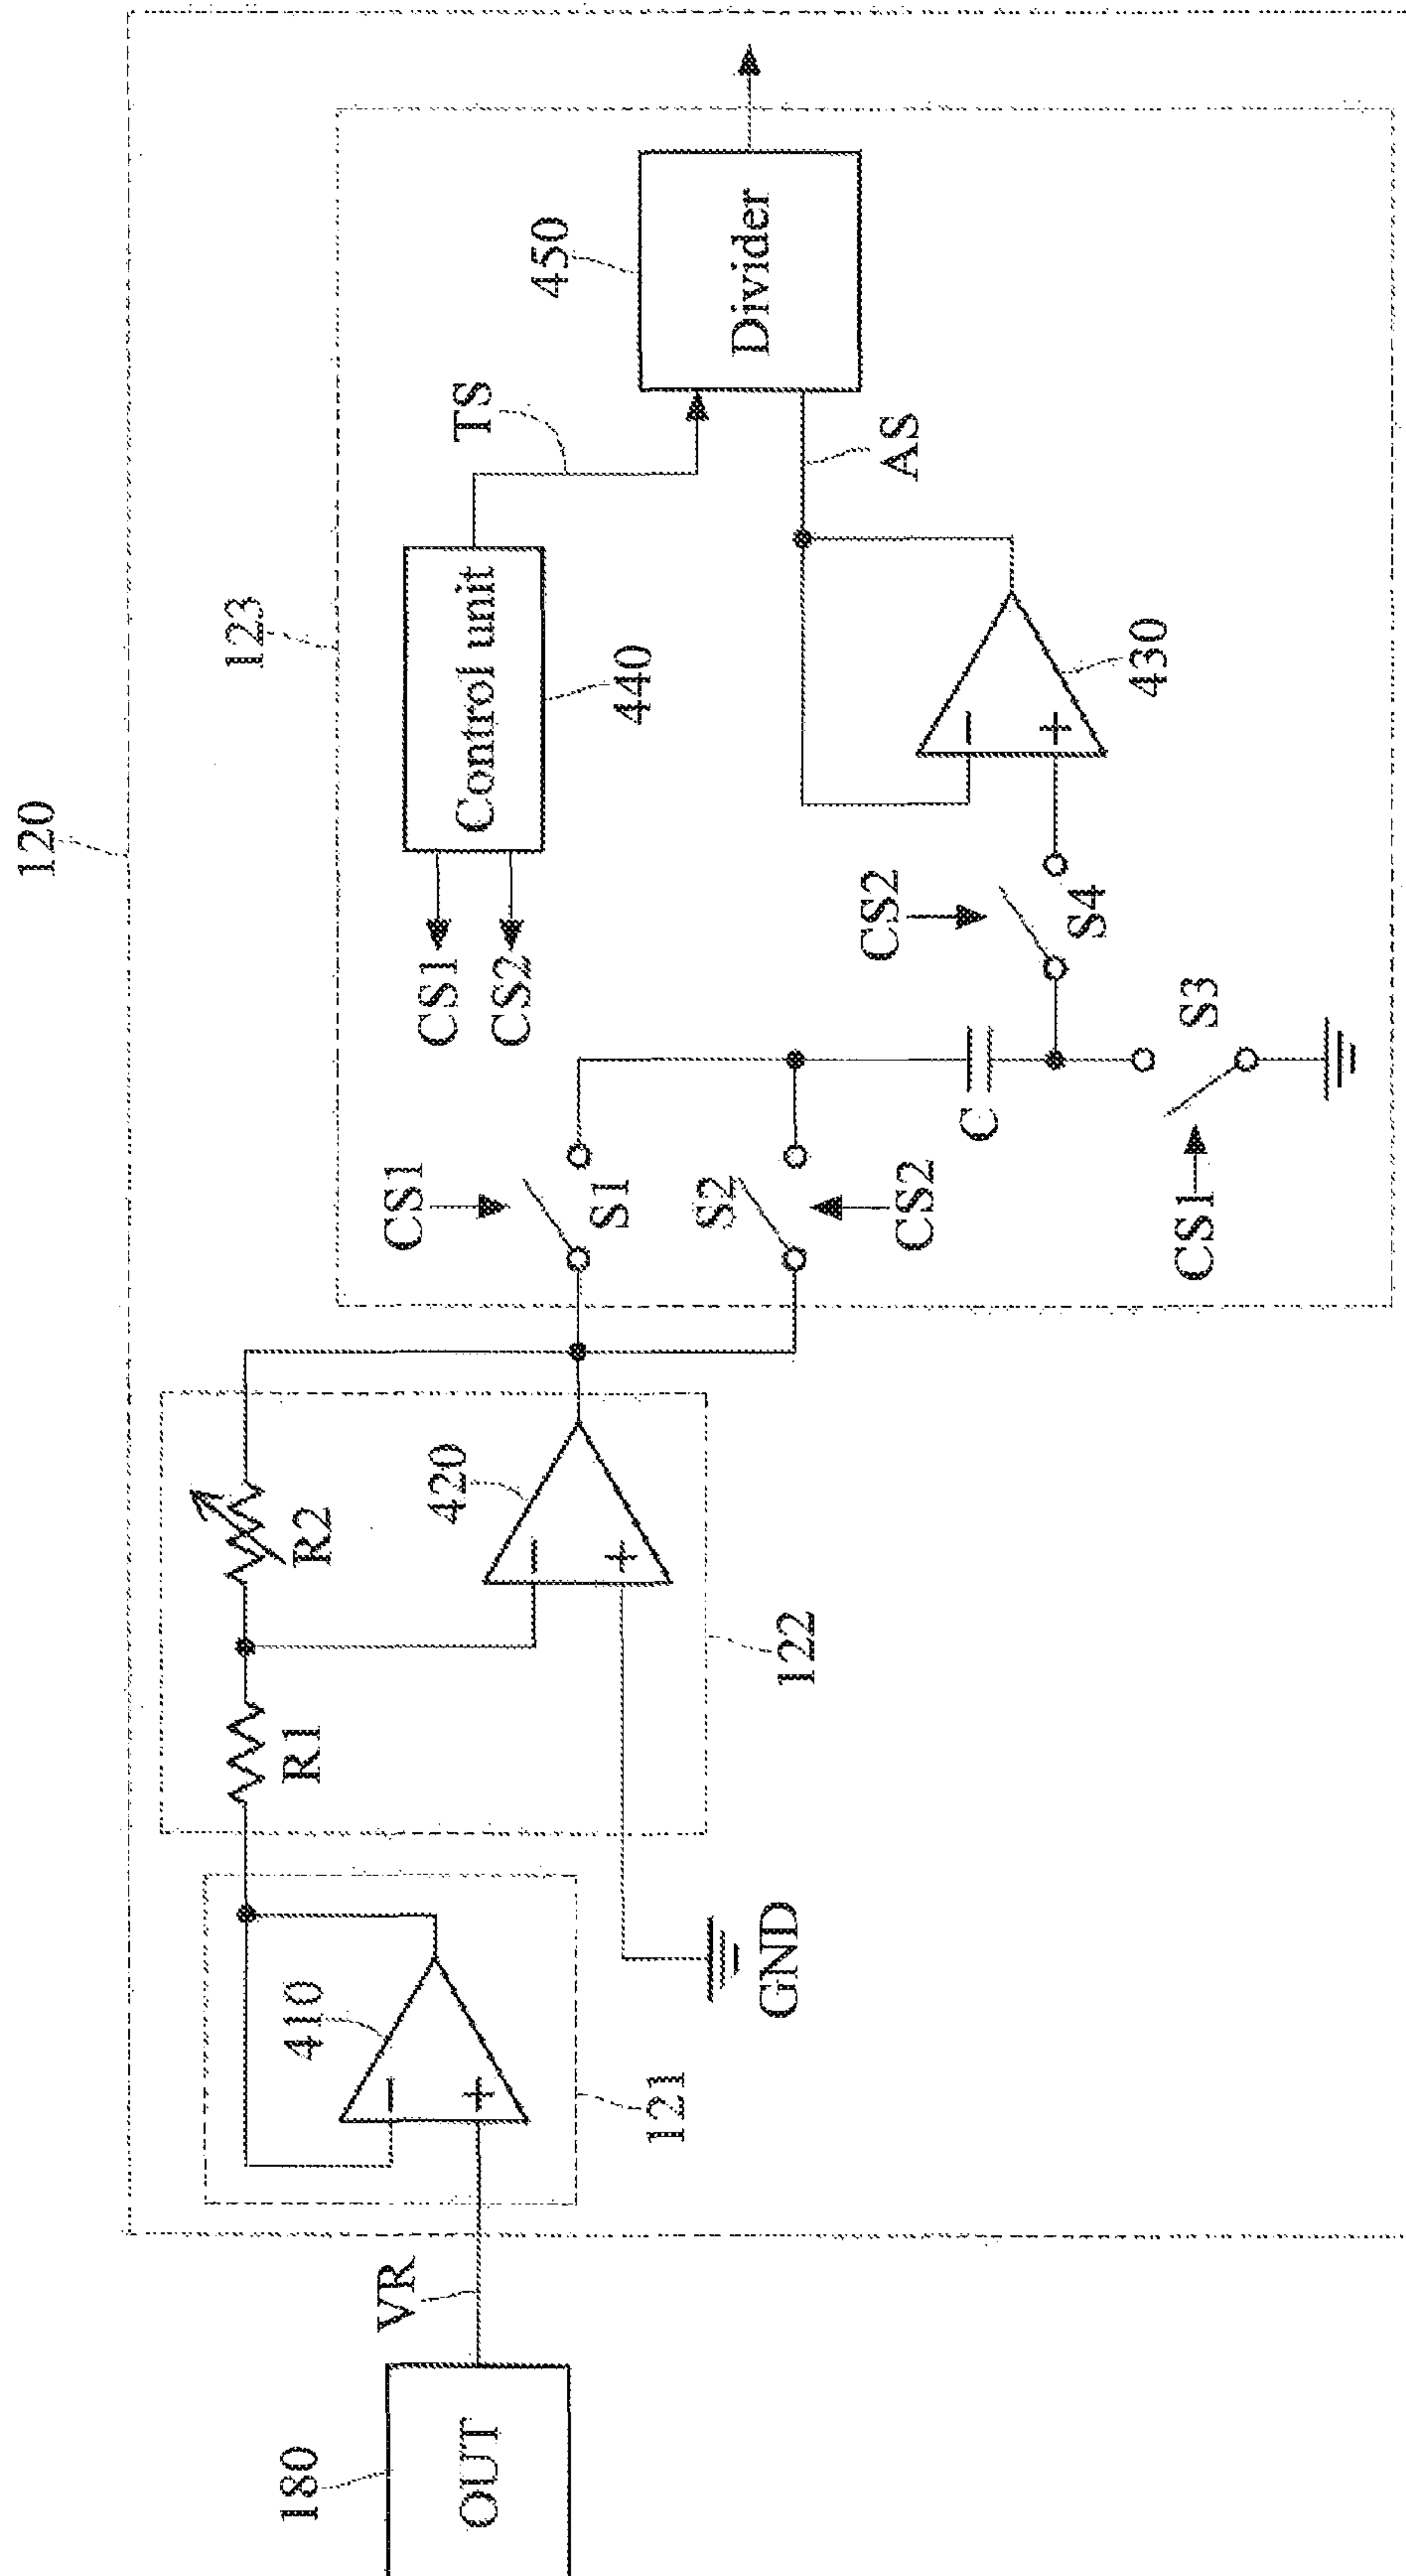 120
123
CS1
CS2
Control unit
440
TS
450
Divider
AS
CS1
S1
S2
CS2
C
CS2
S4
−
+
430
CS1
S3
R1
R2
420
−
+
122
GND
410
−
+
121
VR
180
OUT